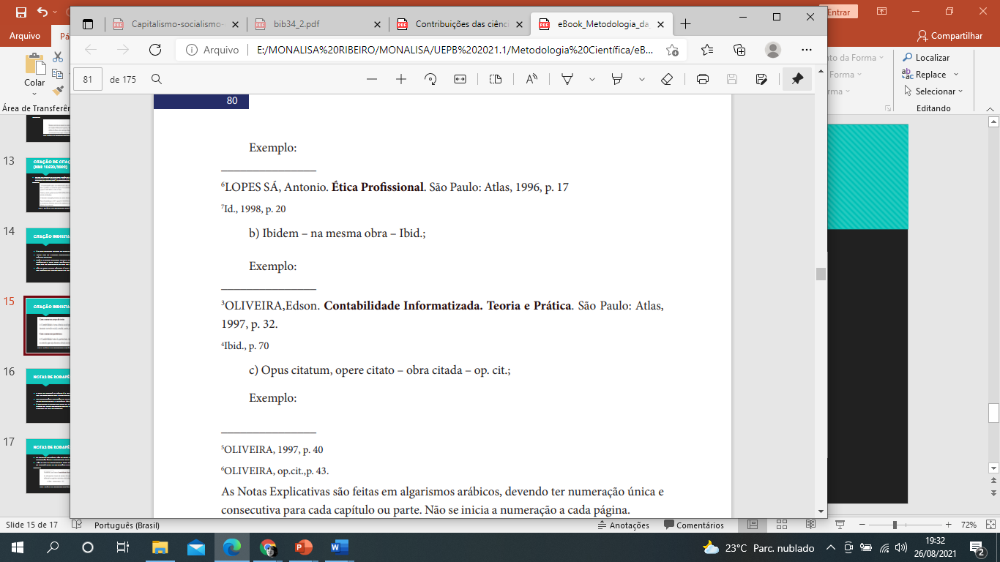 Entrar
Arquivo
Pá
Compartilhar
Capitalismo-socialismo-
bib34_2.pdf
Contribuições das ciênci
eBook_Metodologia_da
Arquivo
E:/MONALISA%20RIBEIRO/MONALISA/UEPB%202021.1/Metodologia%20Científica/eB...
81
de 175
Colar
Área de Transferên
to da Forma
Forma
rma
Localizar
Replace
Selecionar
Editando
80
Exemplo:
⁶LOPES SÁ, Antonio. Ética Profissional. São Paulo: Atlas, 1996, p. 17
⁷Id., 1998, p. 20
b) Ibidem – na mesma obra – Ibid.;
Exemplo:
³OLIVEIRA,Edson. Contabilidade Informatizada. Teoria e Prática. São Paulo: Atlas,
1997, p. 32.
⁴Ibid., p. 70
c) Opus citatum, opere citato – obra citada – op. cit.;
Exemplo:
⁵OLIVEIRA, 1997, p. 40
⁶OLIVEIRA, op.cit.,p. 43.
As Notas Explicativas são feitas em algarismos arábicos, devendo ter numeração única e
consecutiva para cada capítulo ou parte. Não se inicia a numeração a cada página.
13
CITAÇÃO DE CITAÇ
(NBR 10520/2002)
14
CITAÇÃO INDIRETA
15
CITAÇÃO INDIRETA
16
NOTAS DE RODAPÉ
17
NOTAS DE RODAPÉ
Slide 15 de 17
Português (Brasil)
Anotações
Comentários
72%
23°C Parc. nublado
19:32
26/08/2021
2